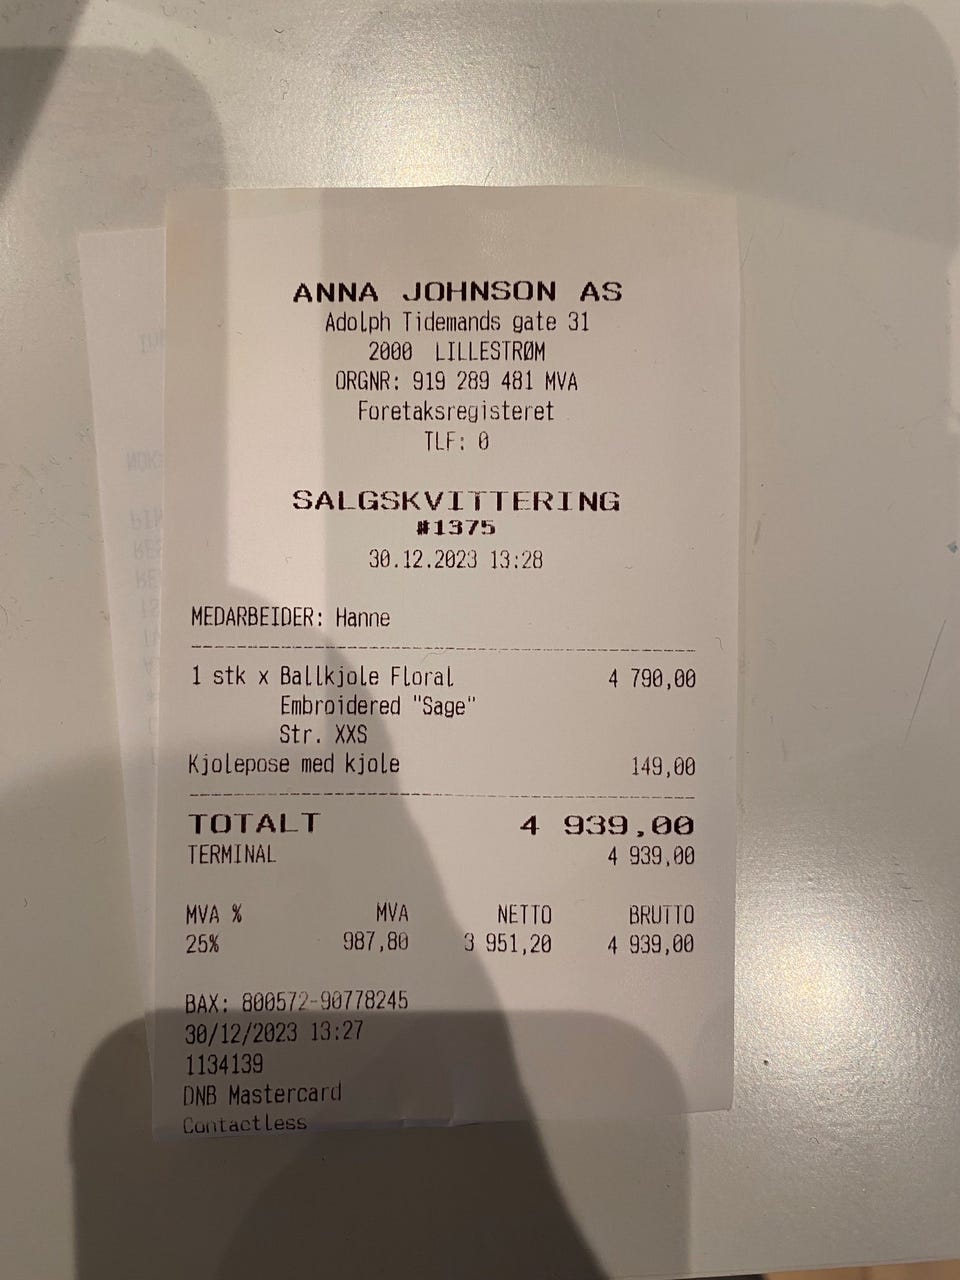 ANNA JOHNSON AS
Adolph Tidemands gate 31
2000 LILLESTRØM
ORGNR: 919 289 481 MVA
Foretaksregisteret
TLF: 0
SALGSKVITTERING
#1375
30.12.2023 13:28
MEDARBEIDER: Hanne
1 stk x Ballkjole Floral 4 790,00
Embroidered "Sage"
Str. XXS
Kjolepose med kjole 149,00
TOTALT 4 939,00
TERMINAL 4 939,00
MVA % MVA NETTO BRUTTO
25% 987,80 3 951,20 4 939,00
BAX: 800572-90778245
30/12/2023 13:27
1134139
DNB Mastercard
Contactless